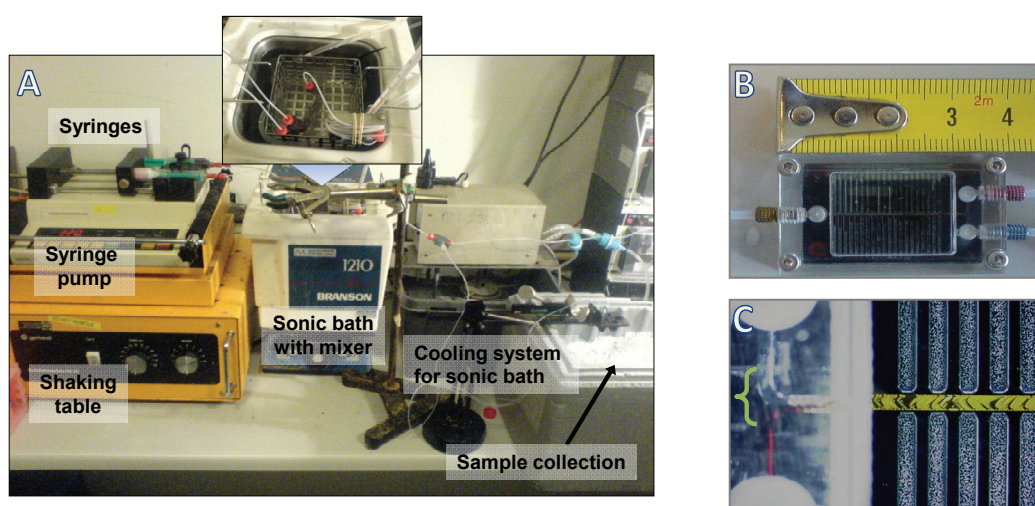 A
Syringes
Syringe
pump
Shaking
table
1210
BRANSON
Sonic bath
with mixer
Cooling system
for sonic bath
Sample collection
B
2m
3 4
C